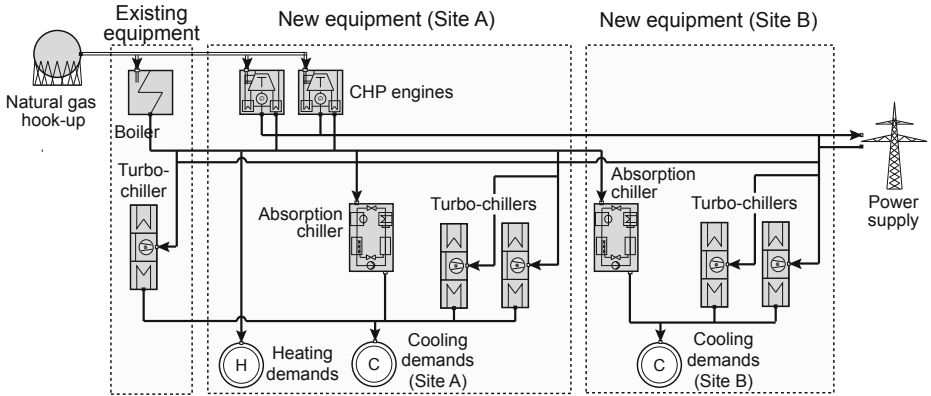 Existing
equipment
New equipment (Site A)
New equipment (Site B)
Natural gas
hook-up
Boiler
T
T
CHP engines
Turbo-
chiller
Absorption
chiller
Turbo-chillers
Absorption
chiller
Turbo-chillers
Power
supply
H
Heating
demands
C
Cooling
demands
(Site A)
C
Cooling
demands
(Site B)